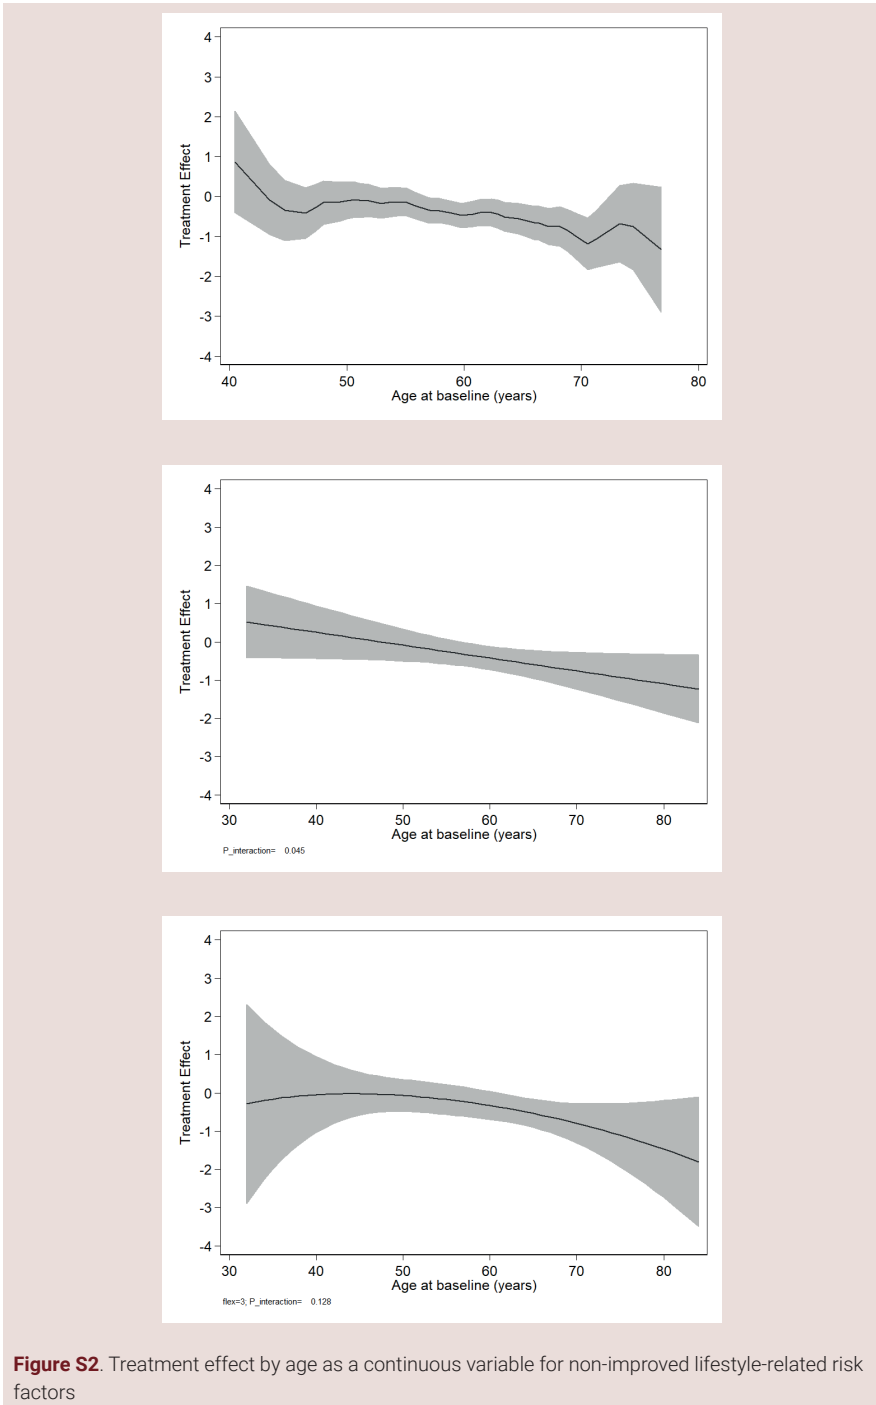 4
3
2
1
0
-1
-2
-3
-4
Treatment Effect
40 50 60 70 80
Age at baseline (years)
4
3
2
1
0
-1
-2
-3
-4
Treatment Effect
30 40 50 60 70 80
Age at baseline (years)
P_interaction= 0.045
4
3
2
1
0
-1
-2
-3
-4
Treatment Effect
30 40 50 60 70 80
Age at baseline (years)
flex=3; P_interaction= 0.128
Figure S2. Treatment effect by age as a continuous variable for non-improved lifestyle-related risk
factors